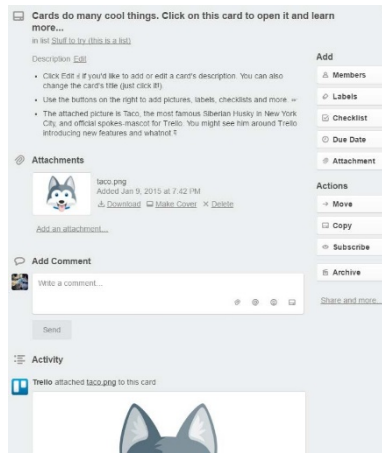 Cards do many cool things. Click on this card to open it and learn
more...
in list Stuff to try (this is a list)
Description Edit
Click Edit if you'd like to add or edit a card's description. You can also
change the card's title (just click it!)
Use the buttons on the right to add pictures, labels, checklists and more.
The attached picture is Taco, the most famous Siberian Husky in New York
City, and official spokes-mascot for Trello. You might see him around Trello
introducing new features and whatnot
Attachments
taco.png
Added Jan 9, 2015 at 7:42 PM
Download Make Cover Delete
Add an attachment...
Add Comment
Write a comment...
Send
Activity
Trello attached taco.png to this card
Add
Members
Labels
Checklist
Due Date
Attachment
Actions
Move
Copy
Subscribe
Archive
Share and more...